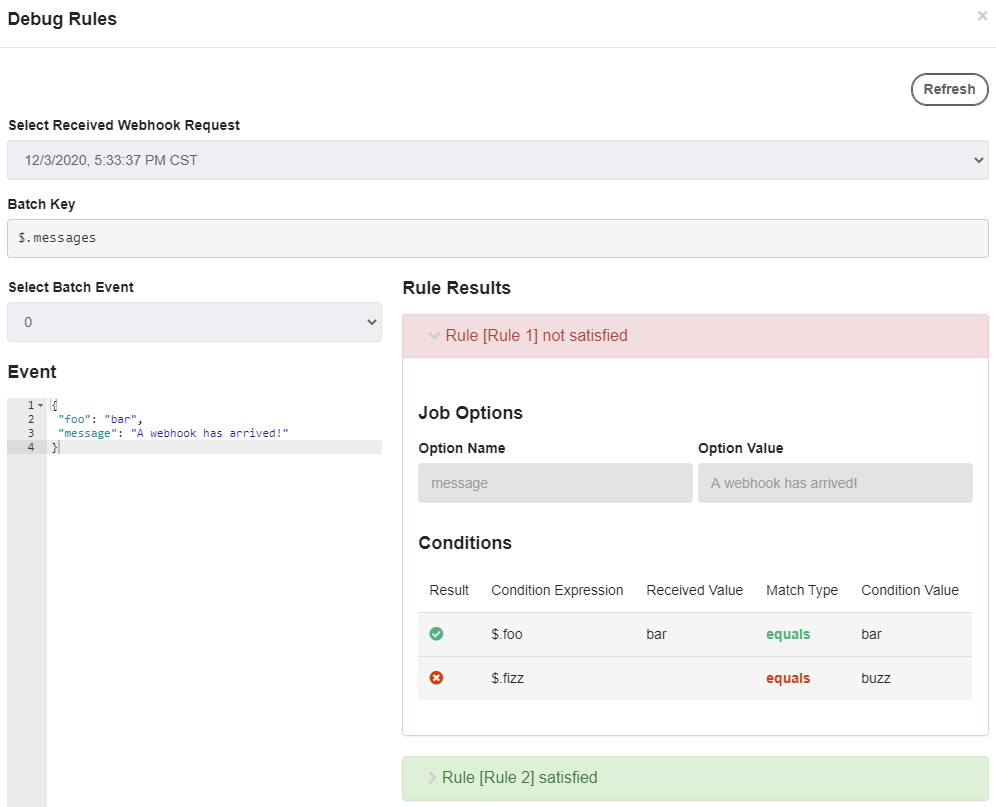 Debug Rules
×
Refresh
Select Received Webhook Request
12/3/2020, 5:33:37 PM CST
Batch Key
$.messages
Select Batch Event
0
Event
1 {
2 "foo": "bar",
3 "message": "A webhook has arrived!"
4 }
Rule Results
Rule [Rule 1] not satisfied
Job Options
Option Name Option Value
message A webhook has arrived!
Conditions
Result Condition Expression Received Value Match Type Condition Value
$.foo bar equals bar
$.fizz equals buzz
Rule [Rule 2] satisfied